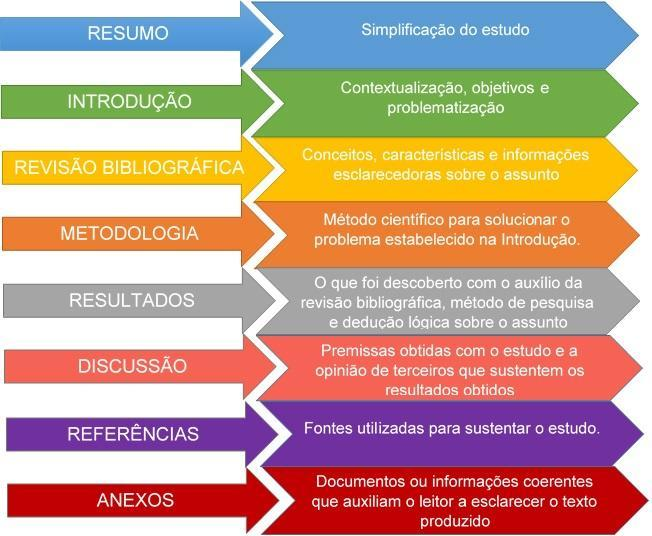 RESUMO
Simplificação do estudo
INTRODUÇÃO
Contextualização, objetivos e
problematização
REVISÃO BIBLIOGRÁFICA
Conceitos, características e informações
esclarecedoras sobre o assunto
METODOLOGIA
Método científico para solucionar o
problema estabelecido na Introdução.
RESULTADOS
O que foi descoberto com o auxílio da
revisão bibliográfica, método de pesquisa
e dedução lógica sobre o assunto
DISCUSSÃO
Premissas obtidas com o estudo e a
opinião de terceiros que sustentem os
resultados obtidos
REFERÊNCIAS
Fontes utilizadas para sustentar o estudo.
ANEXOS
Documentos ou informações coerentes
que auxiliam o leitor a esclarecer o texto
produzido